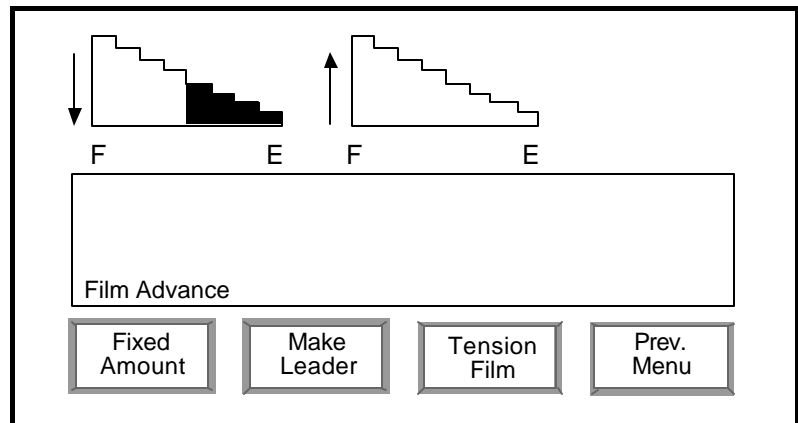 F E F E
Film Advance
Fixed
Amount
Make
Leader
Tension
Film
Prev.
Menu